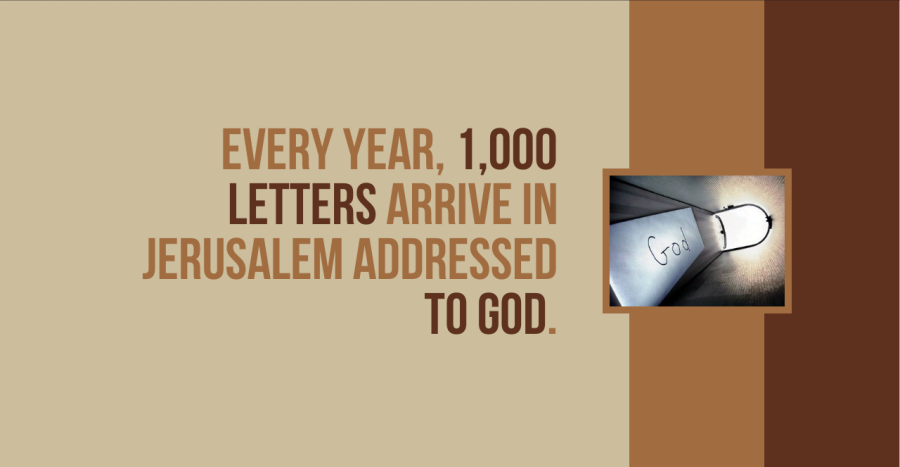 EVERY YEAR, 1,000
LETTERS ARRIVE IN
JERUSALEM ADDRESSED
TO GOD.
God